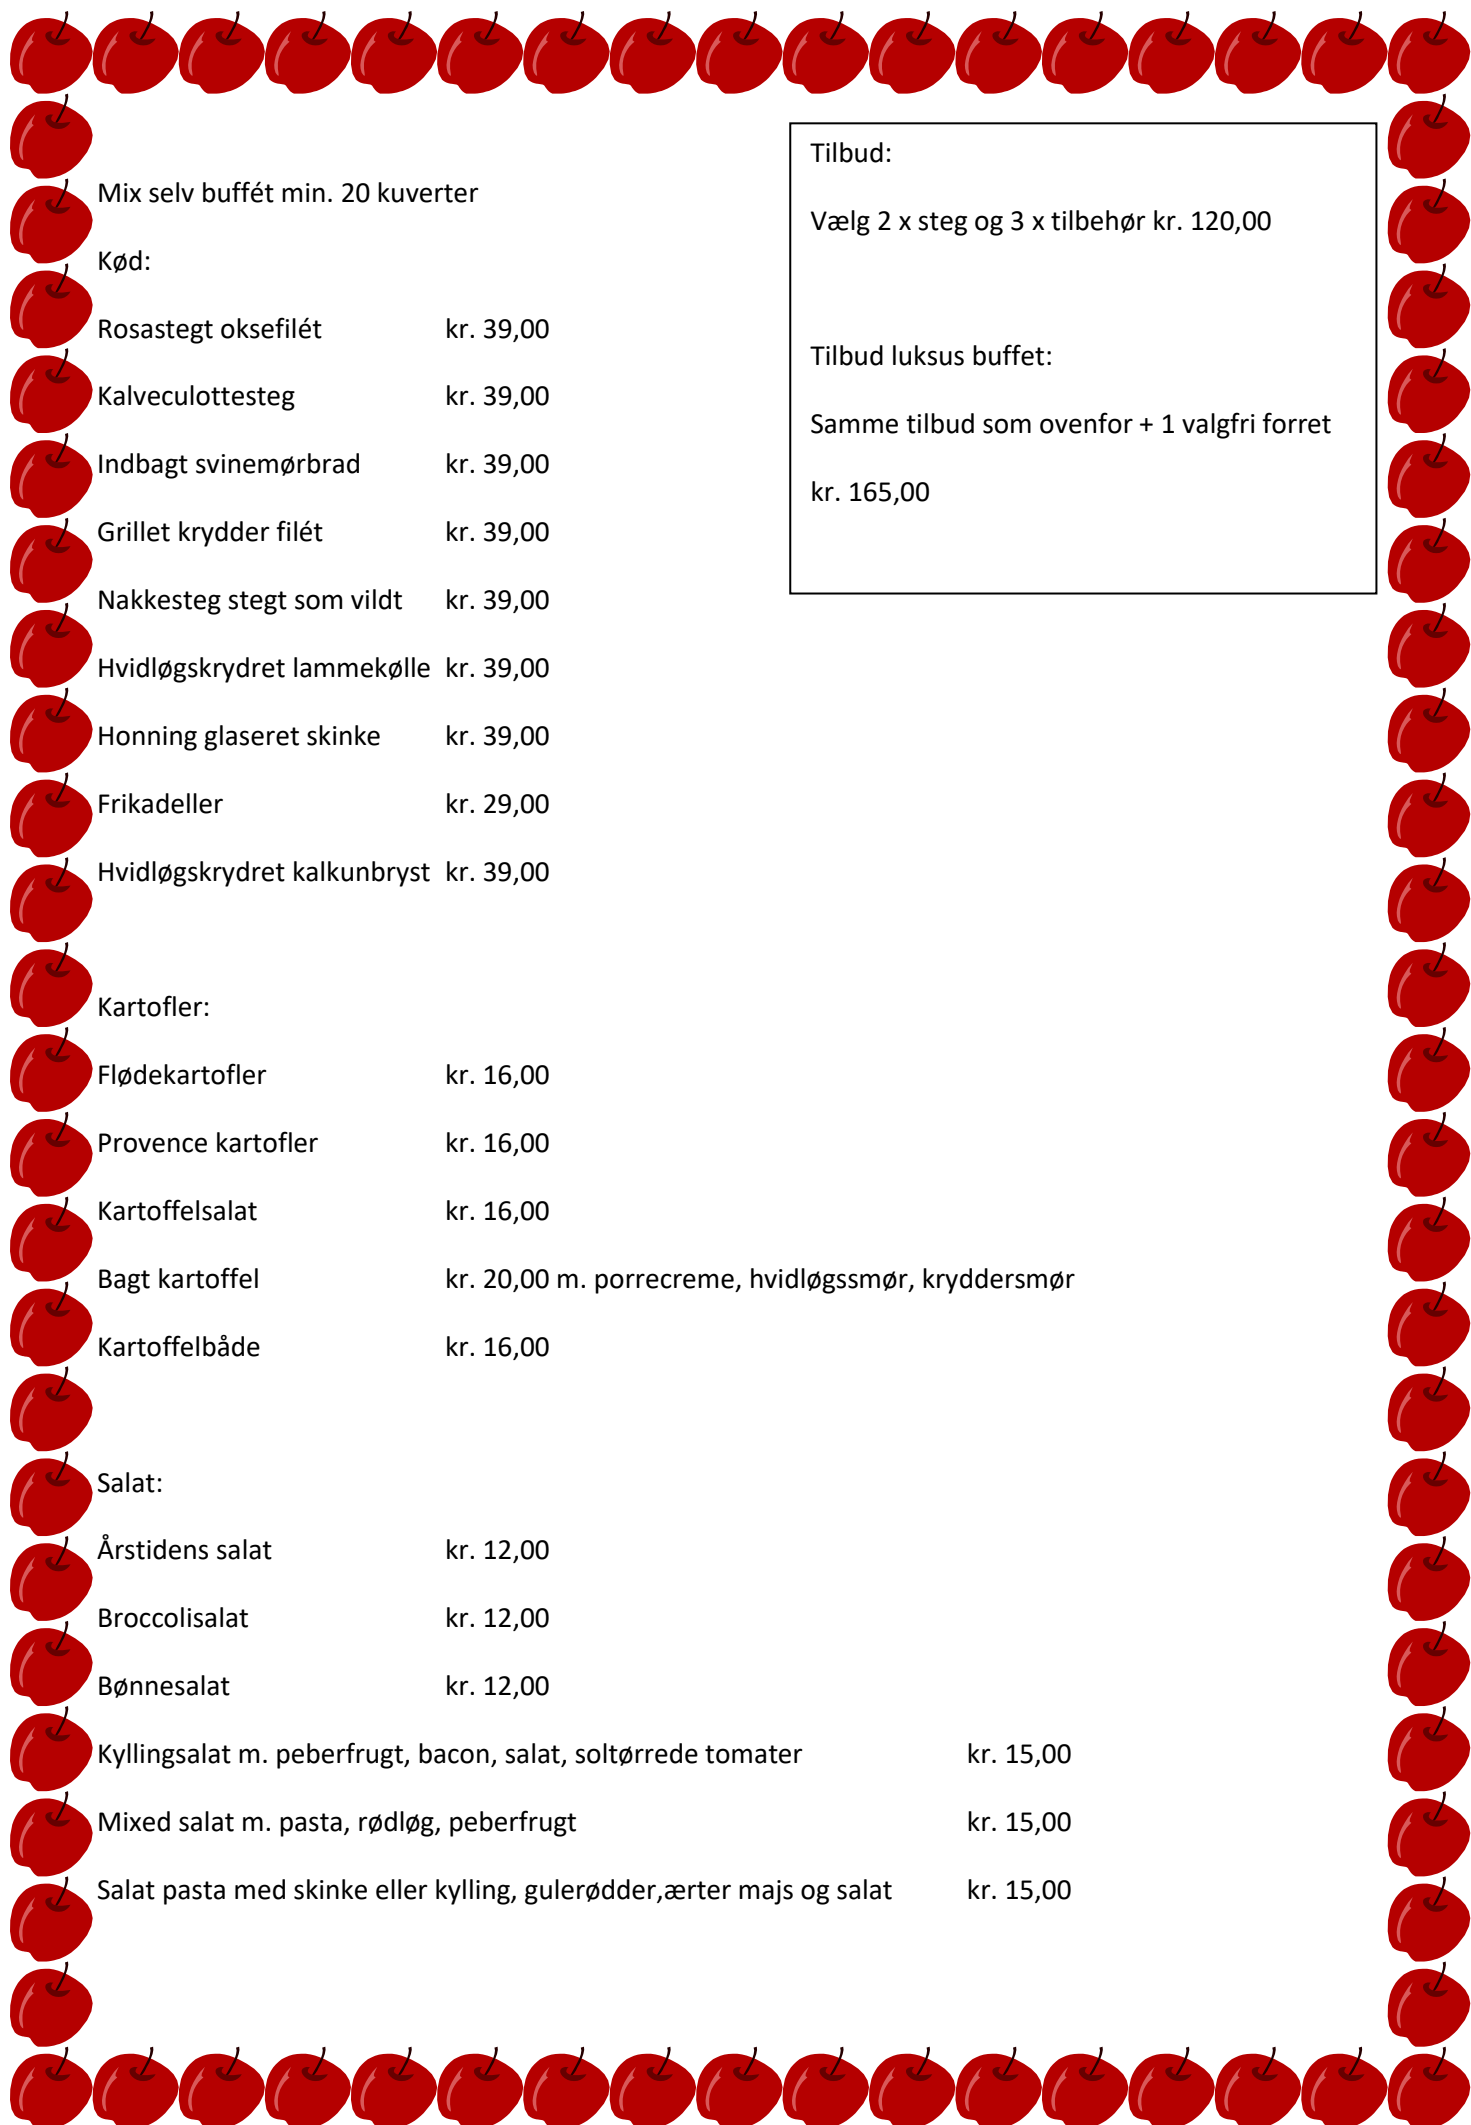 Mix selv buffét min. 20 kuverter
Kød:
Rosastegt oksefilét kr. 39,00
Kalveculottesteg kr. 39,00
Indbagt svinemørbrad kr. 39,00
Grillet krydder filét kr. 39,00
Nakkesteg stegt som vildt kr. 39,00
Hvidløgskrydret lammekølle kr. 39,00
Honning glaseret skinke kr. 39,00
Frikadeller kr. 29,00
Hvidløgskrydret kalkunbryst kr. 39,00
Tilbud:
Vælg 2 x steg og 3 x tilbehør kr. 120,00
Tilbud luksus buffet:
Samme tilbud som ovenfor + 1 valgfri forret
kr. 165,00
Kartofler:
Flødekartofler kr. 16,00
Provence kartofler kr. 16,00
Kartoffelsalat kr. 16,00
Bagt kartoffel kr. 20,00 m. porrecreme, hvidløgssmør, kryddersmør
Kartoffelbåde kr. 16,00
Salat:
Årstidens salat kr. 12,00
Broccolisalat kr. 12,00
Bønnesalat kr. 12,00
Kyllingsalat m. peberfrugt, bacon, salat, soltørrede tomater kr. 15,00
Mixed salat m. pasta, rødløg, peberfrugt kr. 15,00
Salat pasta med skinke eller kylling, gulerødder,ærter majs og salat kr. 15,00